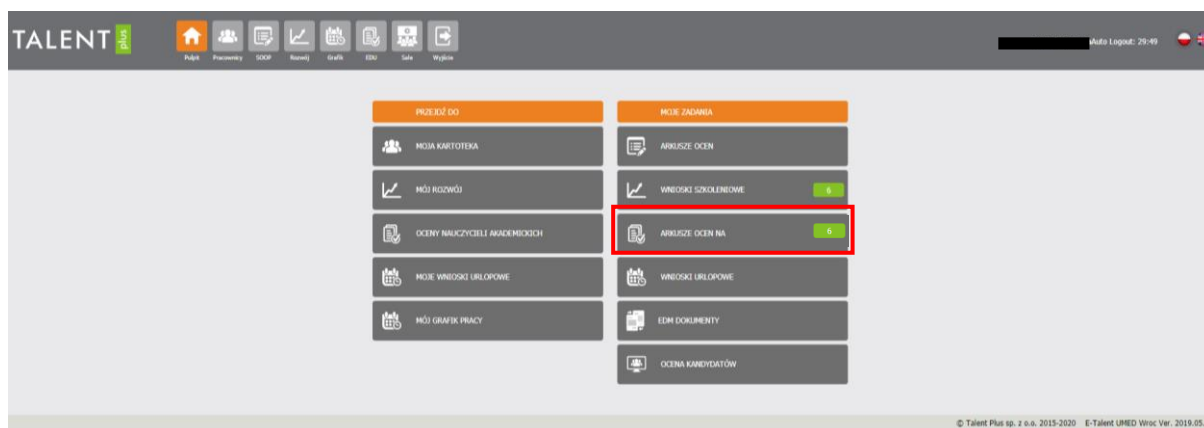 TALENT plus
Pulpit Pracownicy SOOP Rozwój Grafik EDU Sale Wyjście
Auto Logout: 29:49
PRZEJDŹ DO
MOJA KARTOTEKA
MÓJ ROZWÓJ
OCENY NAUCZYCIELI AKADEMICKICH
MOJE WNIOSKI URLOPOWE
MÓJ GRAFIK PRACY
MOJE ZADANIA
ARKUSZE OCEN
WNIOSKI SZKOLENIOWE 6
ARKUSZE OCEN NA 6
WNIOSKI URLOPOWE
EDM DOKUMENTY
OCENA KANDYDATÓW
© Talent Plus sp. z o.o. 2015-2020 E-Talent UMED Wroc Ver. 2019.05.